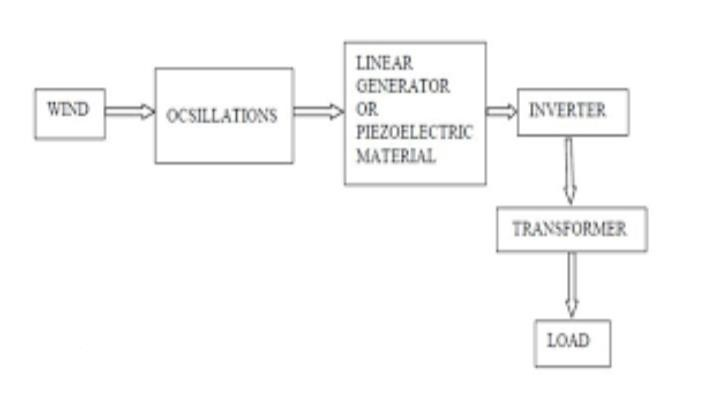 WIND
OCSILLATIONS
LINEAR
GENERATOR
OR
PIEZOELECTRIC
MATERIAL
INVERTER
TRANSFORMER
LOAD